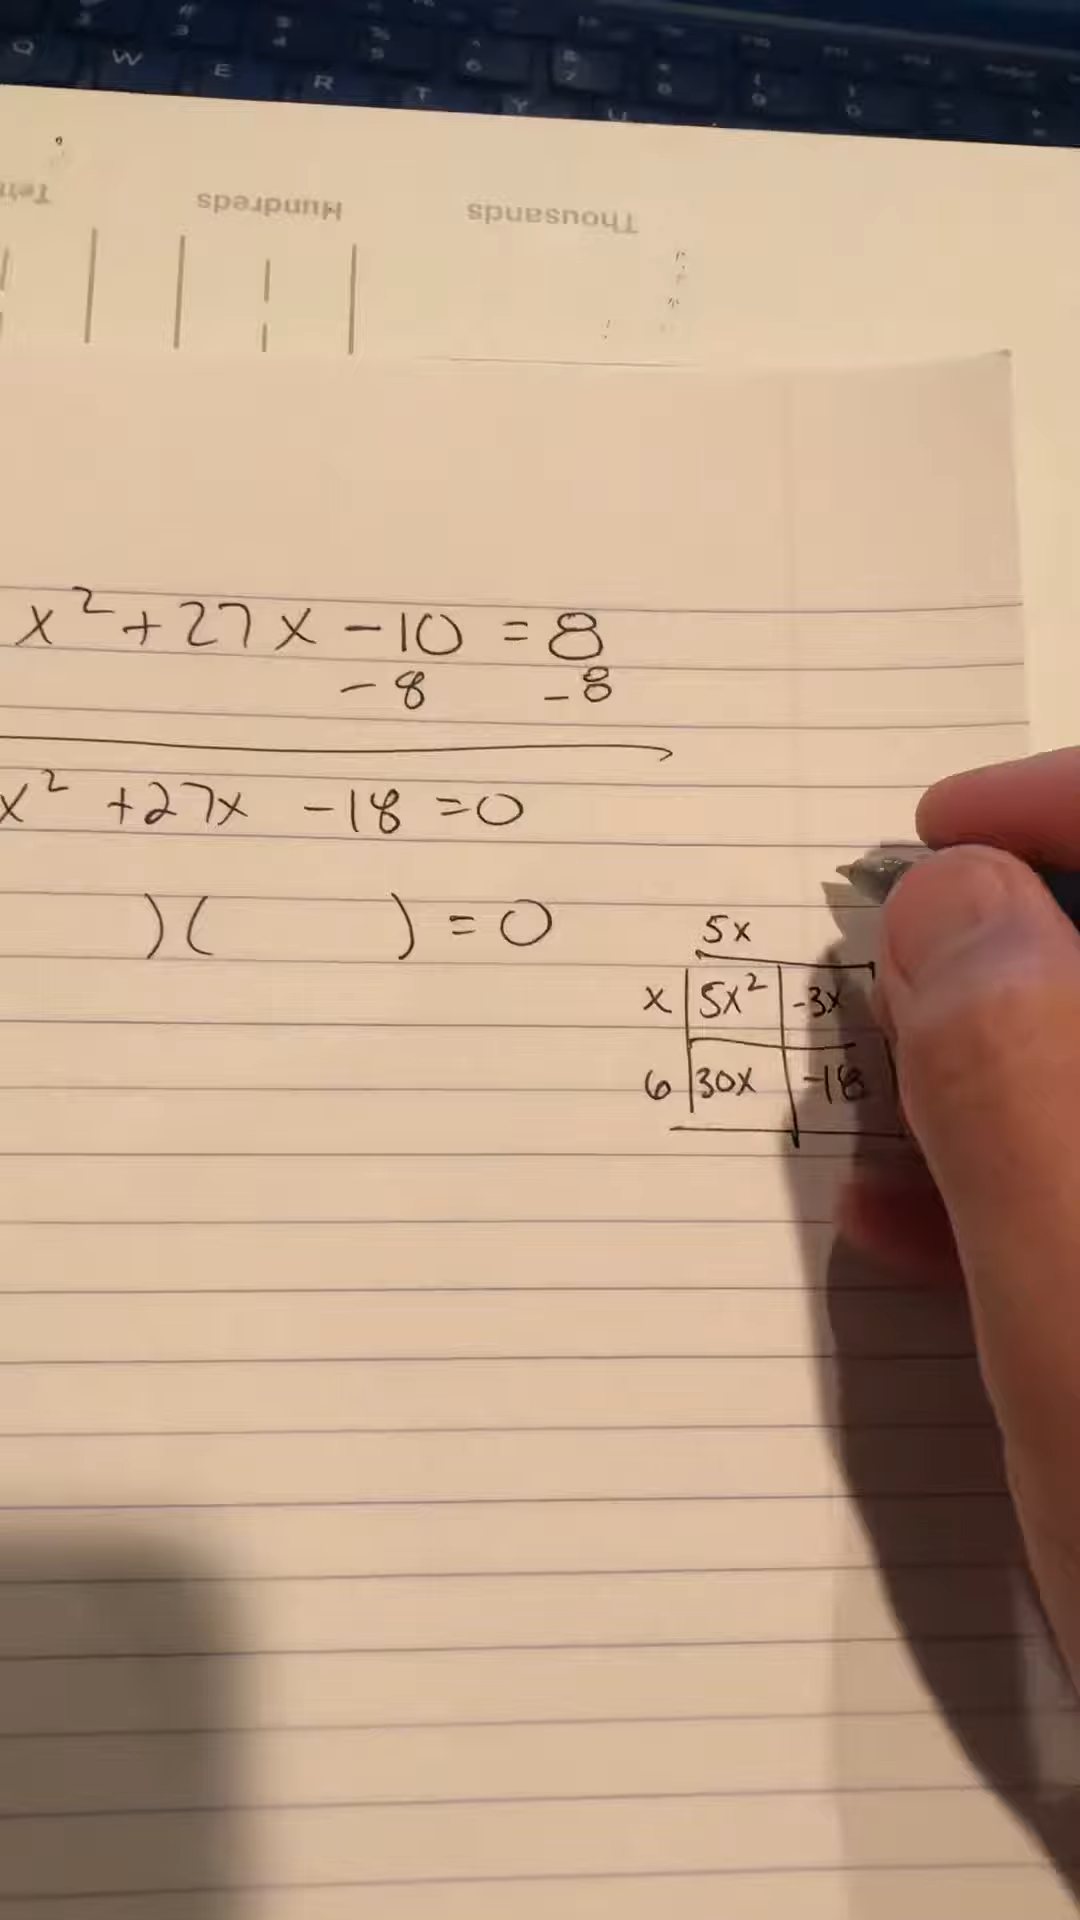 Q W E R T Y U
Hundreds Thousands
x² + 27x - 10 = 8
- 8 - 8
x² + 27x - 18 = 0
)( ) = 0
5x
x 5x² -3x
6 30x -18